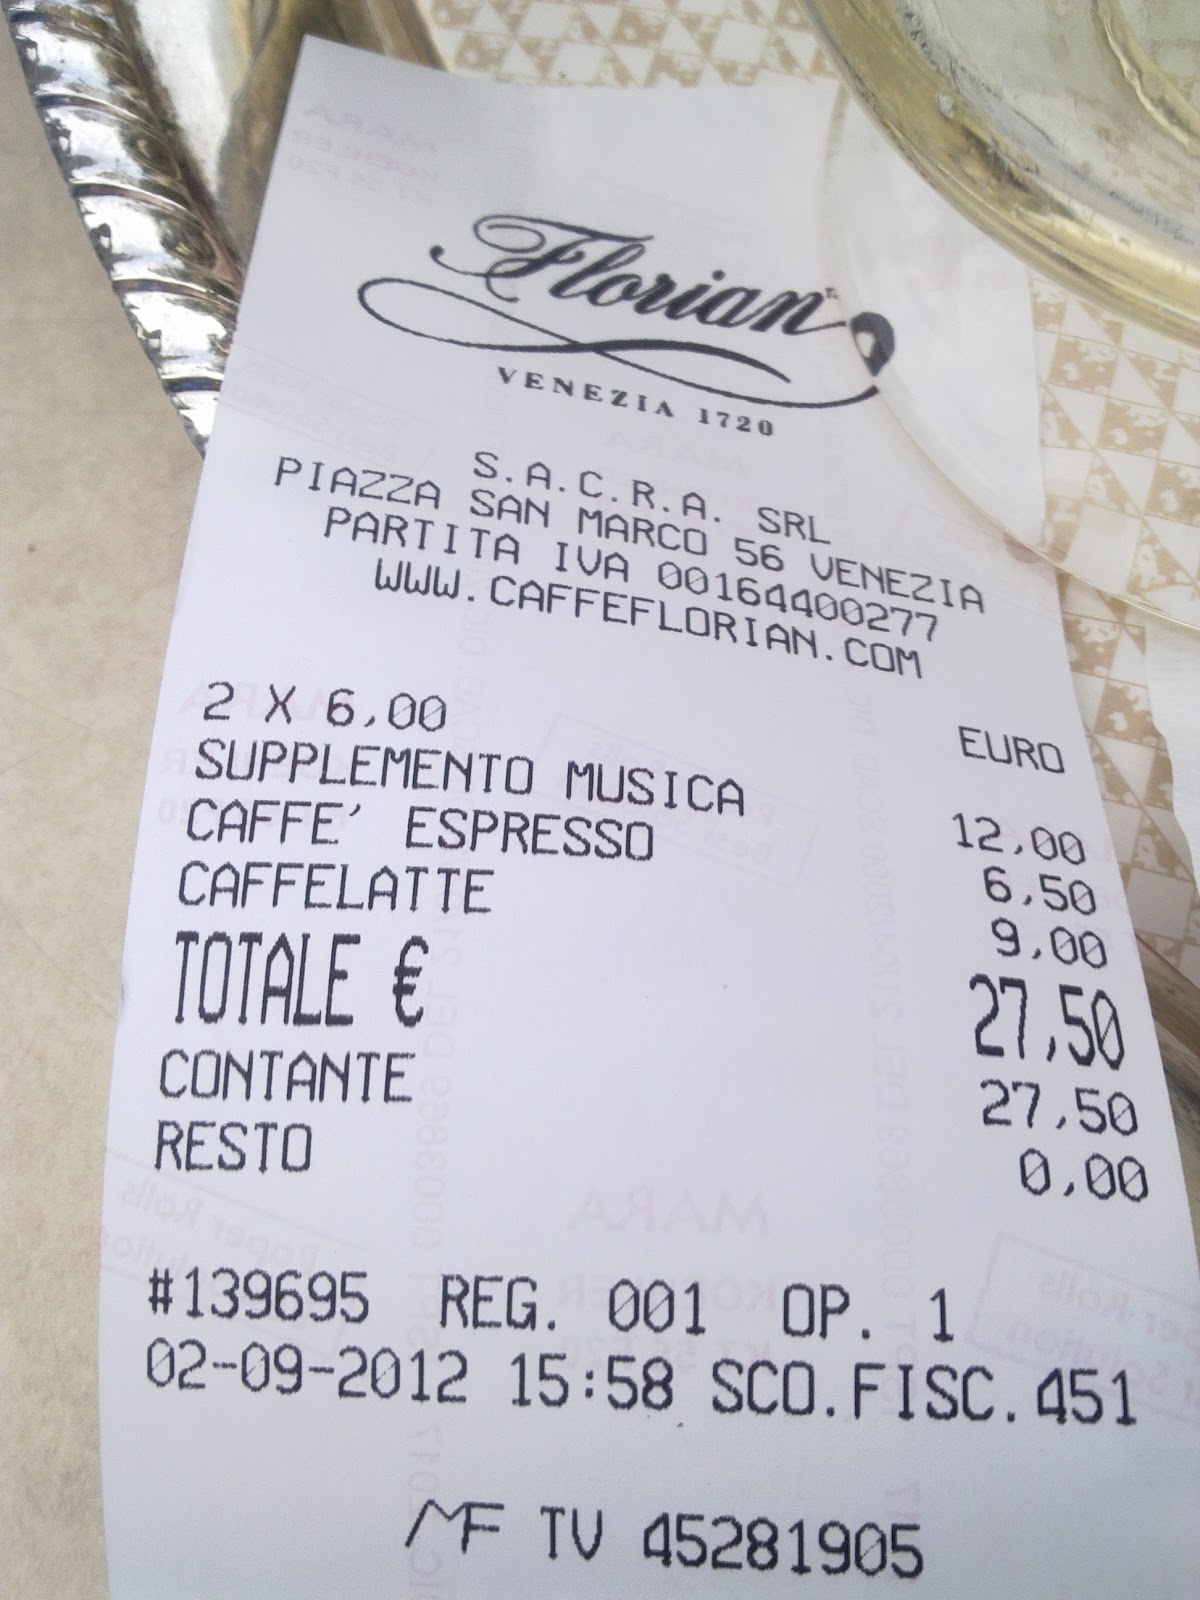 Florian
VENEZIA 1720
S.A.C.R.A. SRL
PIAZZA SAN MARCO 56 VENEZIA
PARTITA IVA 00164400277
WWW.CAFFEFLORIAN.COM
EURO
2 X 6,00
SUPPLEMENTO MUSICA 12,00
CAFFE' ESPRESSO 6,50
CAFFELATTE 9,00
TOTALE € 27,50
CONTANTE 27,50
RESTO 0,00
#139695 REG. 001 OP. 1
02-09-2012 15:58 SCO.FISC. 451
MF TV 45281905